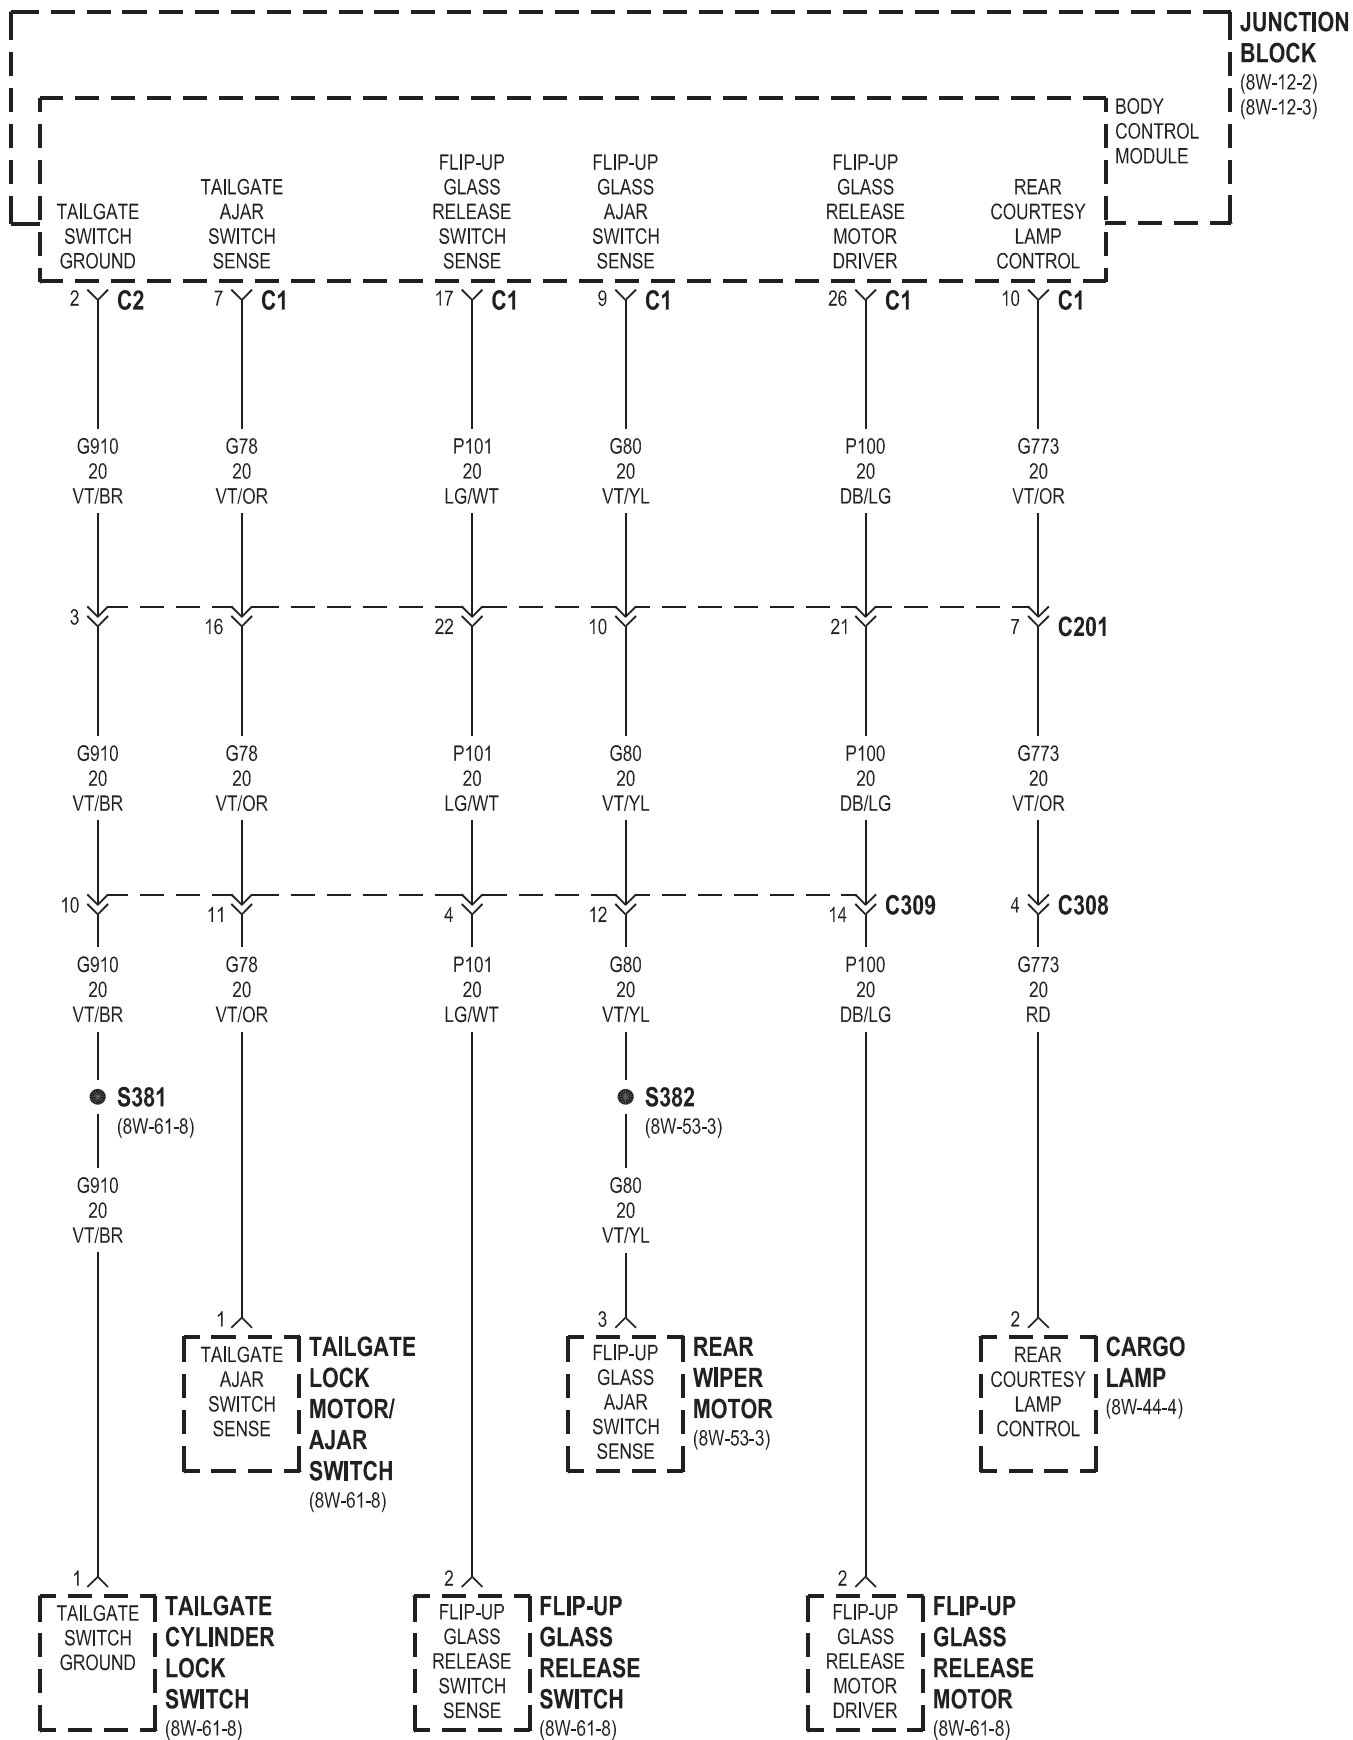 JUNCTION
BLOCK
(8W-12-2)
(8W-12-3)
BODY
CONTROL
MODULE
TAILGATE
SWITCH
GROUND
TAILGATE
AJAR
SWITCH
SENSE
FLIP-UP
GLASS
RELEASE
SWITCH
SENSE
FLIP-UP
GLASS
AJAR
SWITCH
SENSE
FLIP-UP
GLASS
RELEASE
MOTOR
DRIVER
REAR
COURTESY
LAMP
CONTROL
2 C2
7 C1
17 C1
9 C1
26 C1
10 C1
G910
20
VT/BR
G78
20
VT/OR
P101
20
LG/WT
G80
20
VT/YL
P100
20
DB/LG
G773
20
VT/OR
3
16
22
10
21
7 C201
G910
20
VT/BR
G78
20
VT/OR
P101
20
LG/WT
G80
20
VT/YL
P100
20
DB/LG
G773
20
VT/OR
10
11
4
12
14 C309
4 C308
G910
20
VT/BR
G78
20
VT/OR
P101
20
LG/WT
G80
20
VT/YL
P100
20
DB/LG
G773
20
RD
S381
(8W-61-8)
S382
(8W-53-3)
G910
20
VT/BR
G80
20
VT/YL
1
TAILGATE
AJAR
SWITCH
SENSE
TAILGATE
LOCK
MOTOR/
AJAR
SWITCH
(8W-61-8)
3
FLIP-UP
GLASS
AJAR
SWITCH
SENSE
REAR
WIPER
MOTOR
(8W-53-3)
2
REAR
COURTESY
LAMP
CONTROL
CARGO
LAMP
(8W-44-4)
1
TAILGATE
SWITCH
GROUND
TAILGATE
CYLINDER
LOCK
SWITCH
(8W-61-8)
2
FLIP-UP
GLASS
RELEASE
SWITCH
SENSE
FLIP-UP
GLASS
RELEASE
SWITCH
(8W-61-8)
2
FLIP-UP
GLASS
RELEASE
MOTOR
DRIVER
FLIP-UP
GLASS
RELEASE
MOTOR
(8W-61-8)